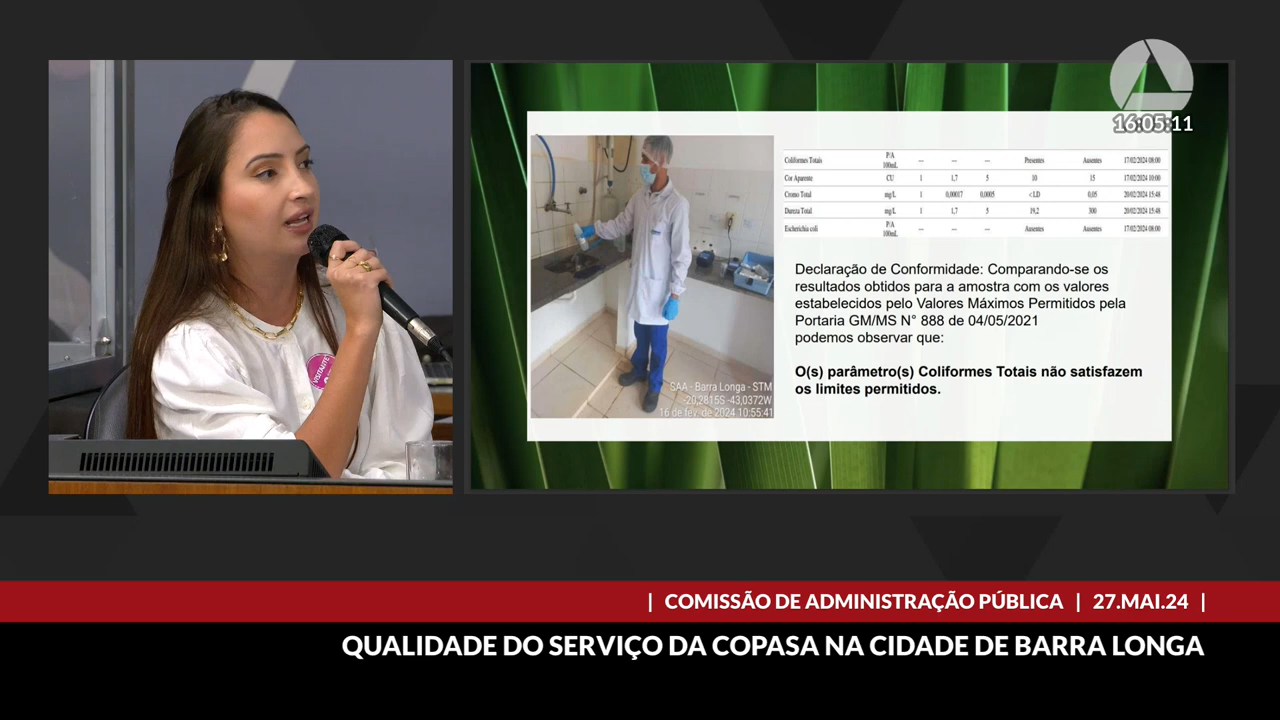 16:05:11
VISITANTE
Coliformes Totais P/A 100mL --- --- --- Presentes Ausentes 17/02/2024 08:00
Cor Aparente CU 1 1,7 5 10 15 17/02/2024 10:00
Cromo Total mg/L 1 0,00017 0,0005 < LD 0,05 20/02/2024 15:48
Dureza Total mg/L 1 1,7 5 19,2 300 20/02/2024 15:48
Escherichia coli P/A 100mL --- --- --- Ausentes Ausentes 17/02/2024 08:00
Declaração de Conformidade: Comparando-se os
resultados obtidos para a amostra com os valores
estabelecidos pelo Valores Máximos Permitidos pela
Portaria GM/MS N° 888 de 04/05/2021
podemos observar que:
O(s) parâmetro(s) Coliformes Totais não satisfazem
os limites permitidos.
SAA - Barra Longa - STM
-20,2815S -43,0372W
16 de fev. de 2024 10:55:41
| COMISSÃO DE ADMINISTRAÇÃO PÚBLICA | 27.MAI.24 |
QUALIDADE DO SERVIÇO DA COPASA NA CIDADE DE BARRA LONGA